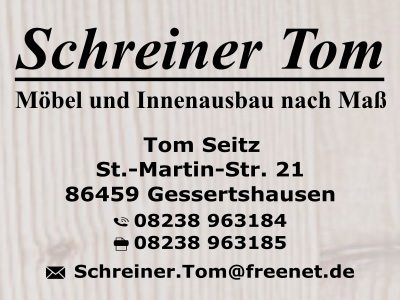 Schreiner Tom
Möbel und Innenausbau nach Maß
Tom Seitz
St.-Martin-Str. 21
86459 Gessertshausen
08238 963184
08238 963185
Schreiner.Tom@freenet.de